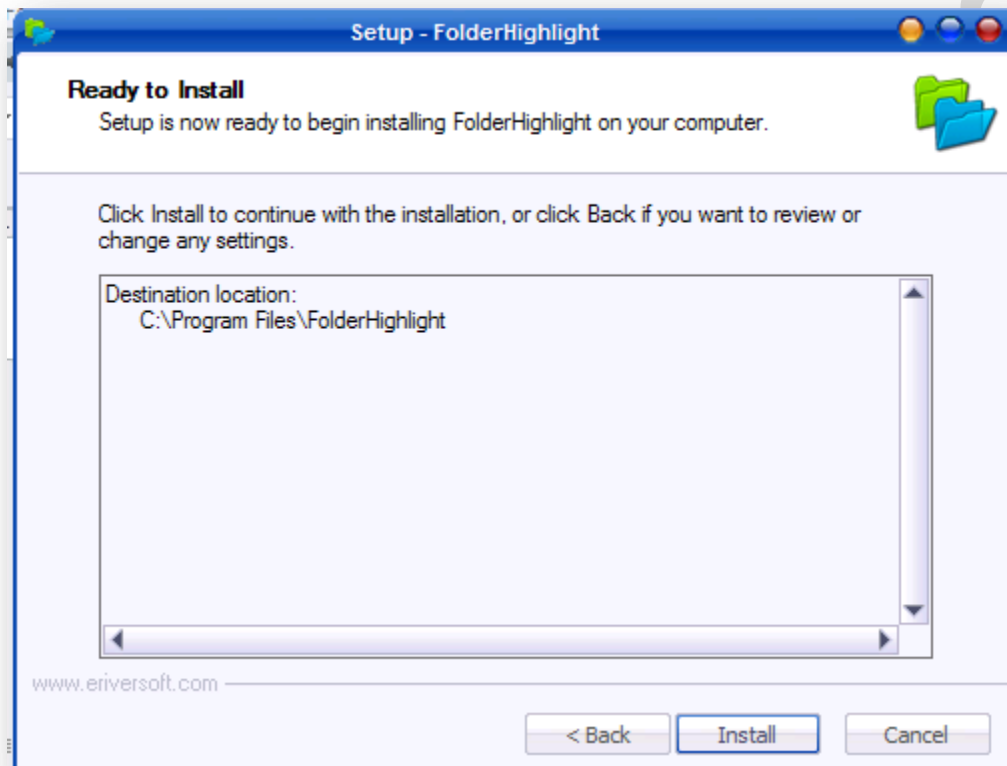 Setup - FolderHighlight
Ready to Install
Setup is now ready to begin installing FolderHighlight on your computer.
Click Install to continue with the installation, or click Back if you want to review or
change any settings.
Destination location:
C:\Program Files\FolderHighlight
www.eriversoft.com
< Back
Install
Cancel